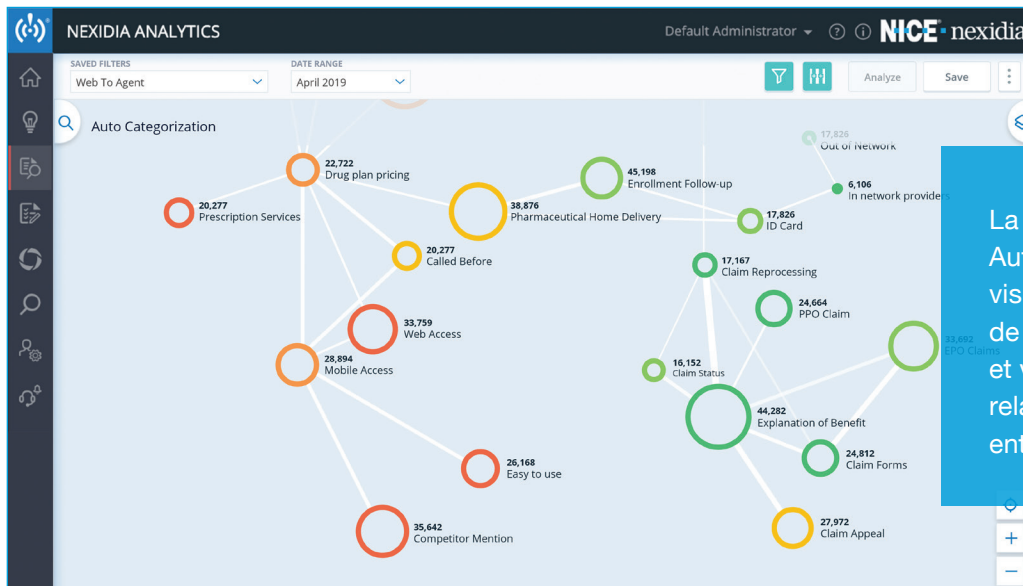 NEXIDIA ANALYTICS
Default Administrator
NICE nexidia
SAVED FILTERS
DATE RANGE
Web To Agent
April 2019
Analyze
Save
Auto Categorization
17,826
Out of Network
22,722
Drug plan pricing
45,198
Enrollment Follow-up
6,106
In network providers
20,277
Prescription Services
38,876
Pharmaceutical Home Delivery
17,826
ID Card
20,277
Called Before
17,167
Claim Reprocessing
24,664
PPO Claim
33,759
Web Access
33,692
EPO Claims
28,894
Mobile Access
16,152
Claim Status
44,282
Explanation of Benefit
24,812
Claim Forms
26,168
Easy to use
35,642
Competitor Mention
27,972
Claim Appeal
La
de
et